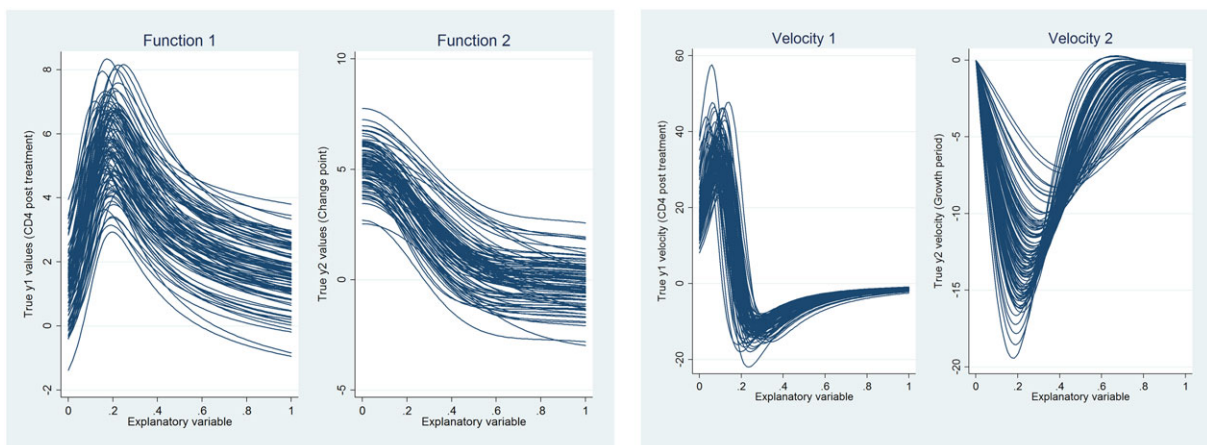 Function 1
True y1 values (CD4 post treatment)
8
6
4
2
0
-2
0 .2 .4 .6 .8 1
Explanatory variable
Function 2
True y2 values (Change point)
10
5
0
-5
0 .2 .4 .6 .8 1
Explanatory variable
Velocity 1
True y1 velocity (CD4 post treatment)
60
40
20
0
-20
0 .2 .4 .6 .8 1
Explanatory variable
Velocity 2
True y2 velocity (Growth period)
0
-5
-10
-15
-20
0 .2 .4 .6 .8 1
Explanatory variable